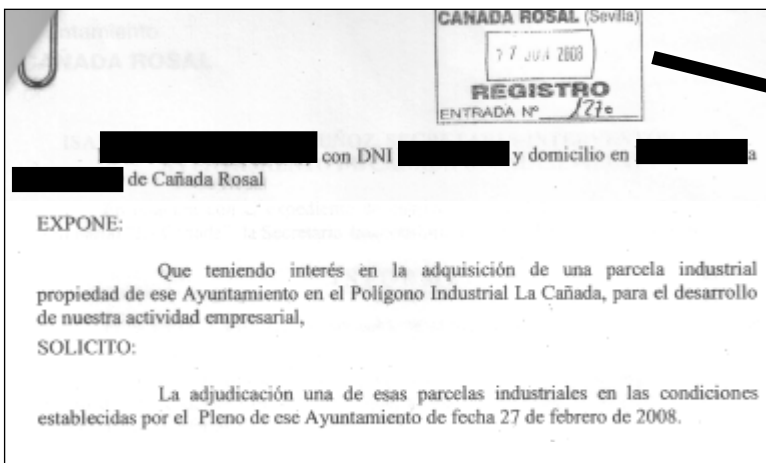 CAÑADA ROSAL (Sevilla)
2008
REGISTRO
ENTRADA Nº
con DNI y domicilio en a
de Cañada Rosal
EXPONE:
Que teniendo interés en la adquisición de una parcela industrial
propiedad de ese Ayuntamiento en el Polígono Industrial La Cañada, para el desarrollo
de nuestra actividad empresarial,
SOLICITO:
La adjudicación una de esas parcelas industriales en las condiciones
establecidas por el Pleno de ese Ayuntamiento de fecha 27 de febrero de 2008.